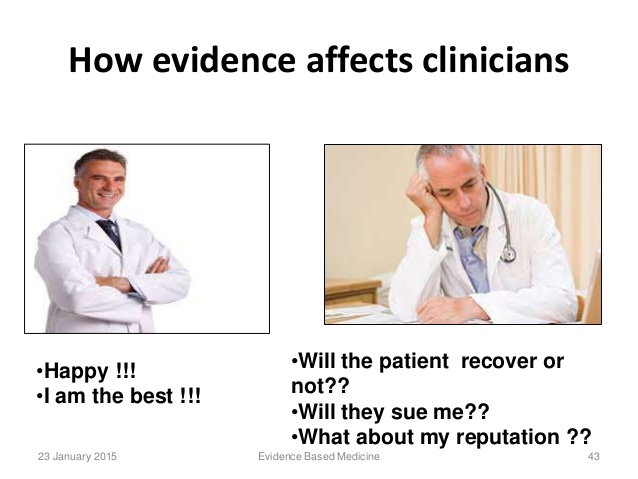 How evidence affects clinicians
•Happy !!!
•I am the best !!!
•Will the patient  recover or
not??
•Will they sue me??
•What about my reputation ??
23 January 2015
Evidence Based Medicine
43